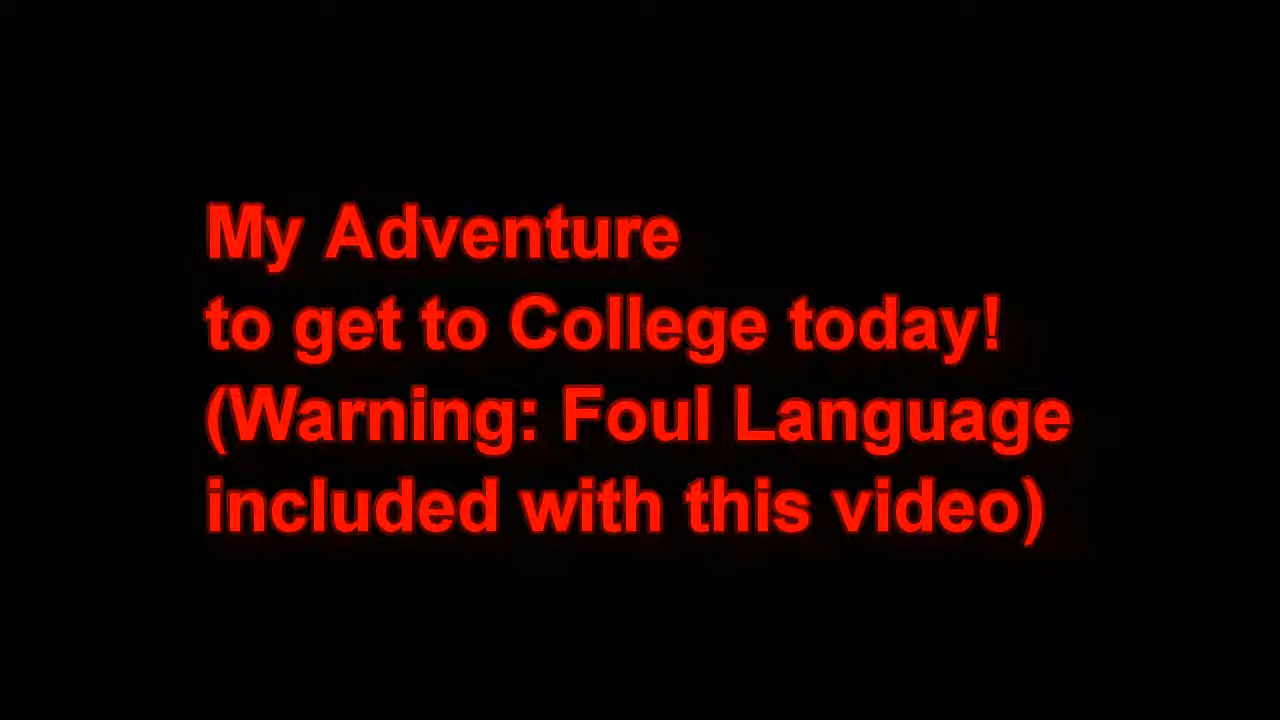 My Adventure
to get to College today!
(Warning: Foul Language
included with this video)